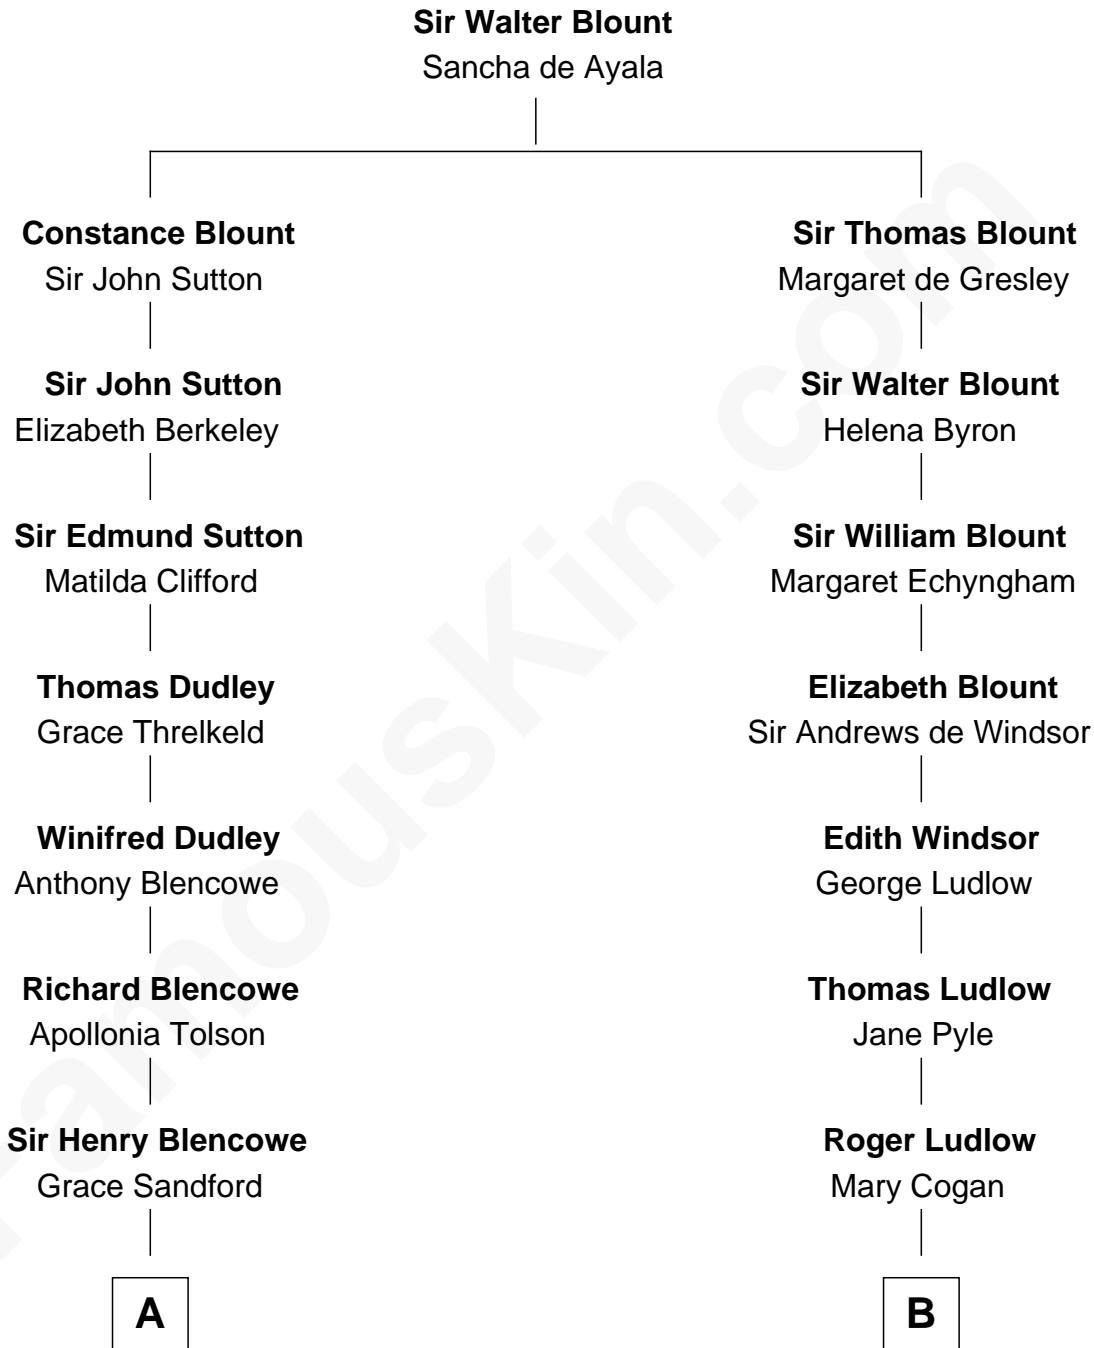 Sir Walter Blount
Sancha de Ayala
Constance Blount
Sir John Sutton
Sir Thomas Blount
Margaret de Gresley
Sir John Sutton
Elizabeth Berkeley
Sir Walter Blount
Helena Byron
Sir Edmund Sutton
Matilda Clifford
Sir William Blount
Margaret Echyngham
Thomas Dudley
Grace Threlkeld
Elizabeth Blount
Sir Andrews de Windsor
Winifred Dudley
Anthony Blencowe
Edith Windsor
George Ludlow
Richard Blencowe
Apollonia Tolson
Thomas Ludlow
Jane Pyle
Sir Henry Blencowe
Grace Sandford
Roger Ludlow
Mary Cogan
A
B
FamousKin.com